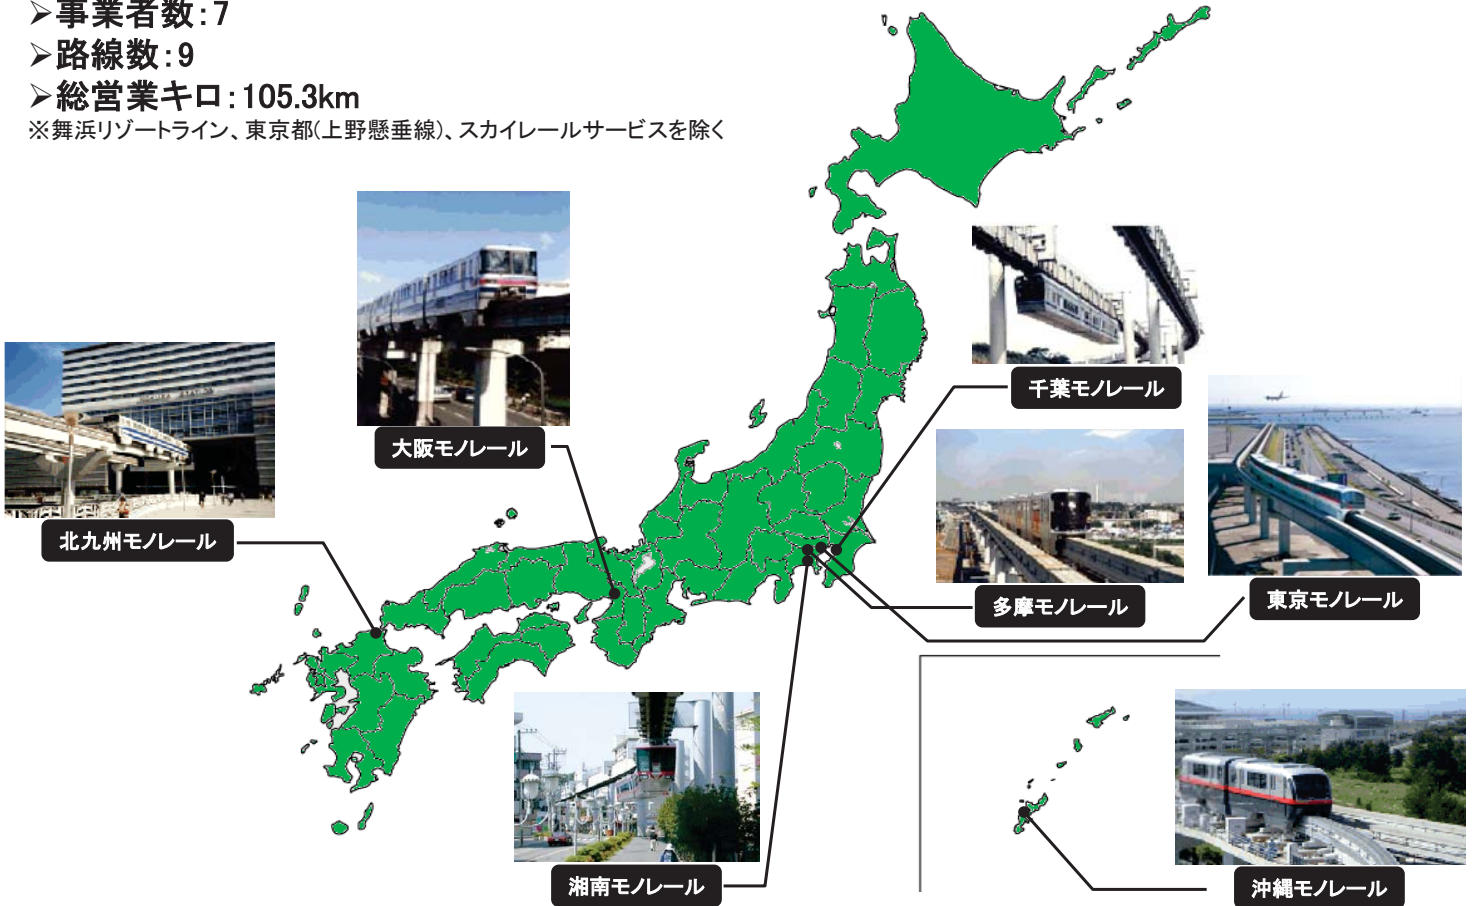 ➢事業者数:7
➢路線数:9
➢総営業キロ:105.3km
※舞浜リゾートライン、東京都(上野懸垂線)、スカイレールサービスを除く
千葉モノレール
大阪モノレール
北九州モノレール
多摩モノレール
東京モノレール
湘南モノレール
沖縄モノレール